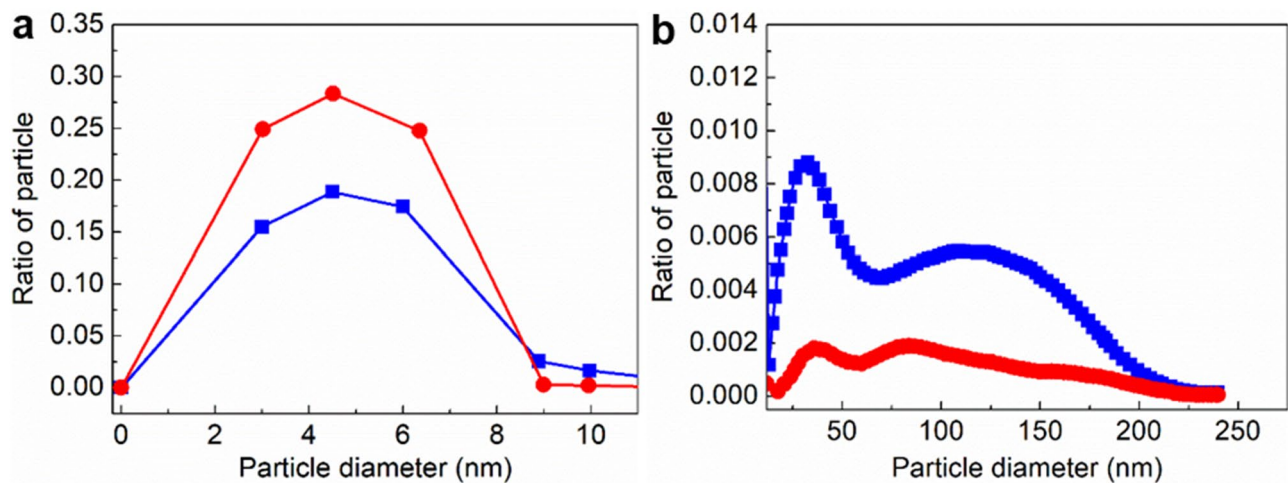 a
0.35
0.30
0.25
0.20
0.15
0.10
0.05
0.00
Ratio of particle
0 2 4 6 8 10
Particle diameter (nm)
b
0.014
0.012
0.010
0.008
0.006
0.004
0.002
0.000
Ratio of particle
50 100 150 200 250
Particle diameter (nm)